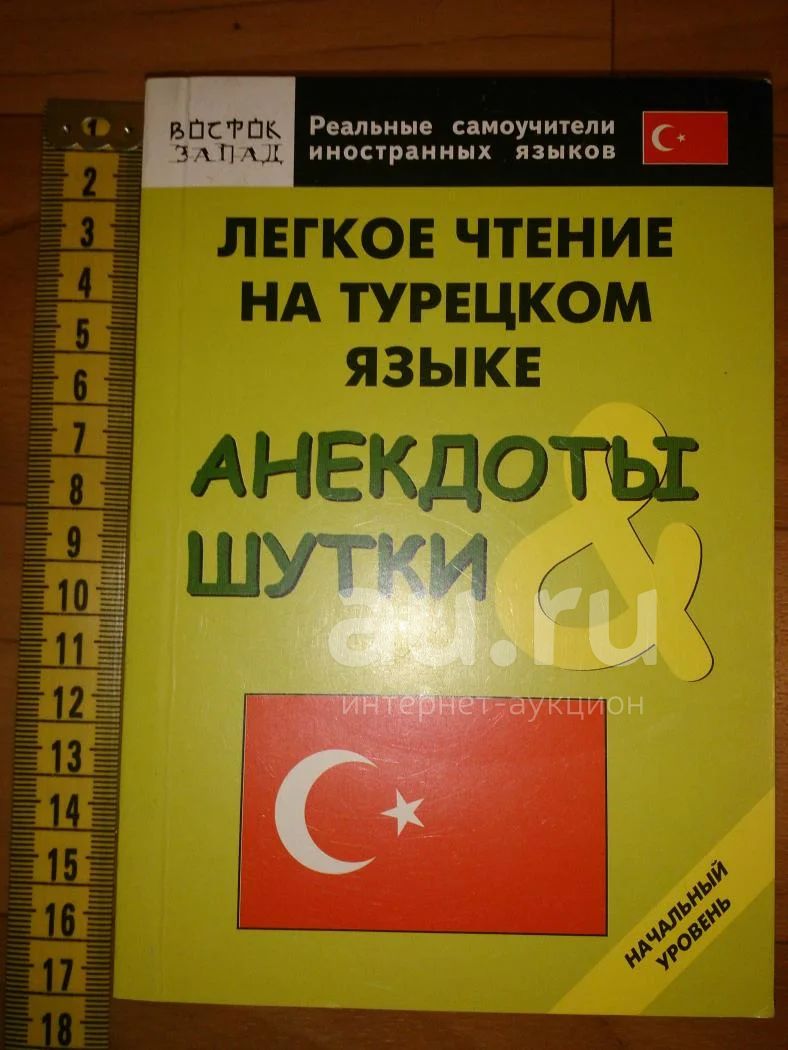 ВОСТОК
ЗАПАД
Реальные самоучители
иностранных языков
ЛЕГКОЕ ЧТЕНИЕ
НА ТУРЕЦКОМ
ЯЗЫКЕ
АНЕКДОТЫ
&
ШУТКИ
au.ru
интернет-аукцион
НАЧАЛЬНЫЙ
УРОВЕНЬ
1
2
3
4
5
6
7
8
9
10
11
12
13
14
15
16
17
18